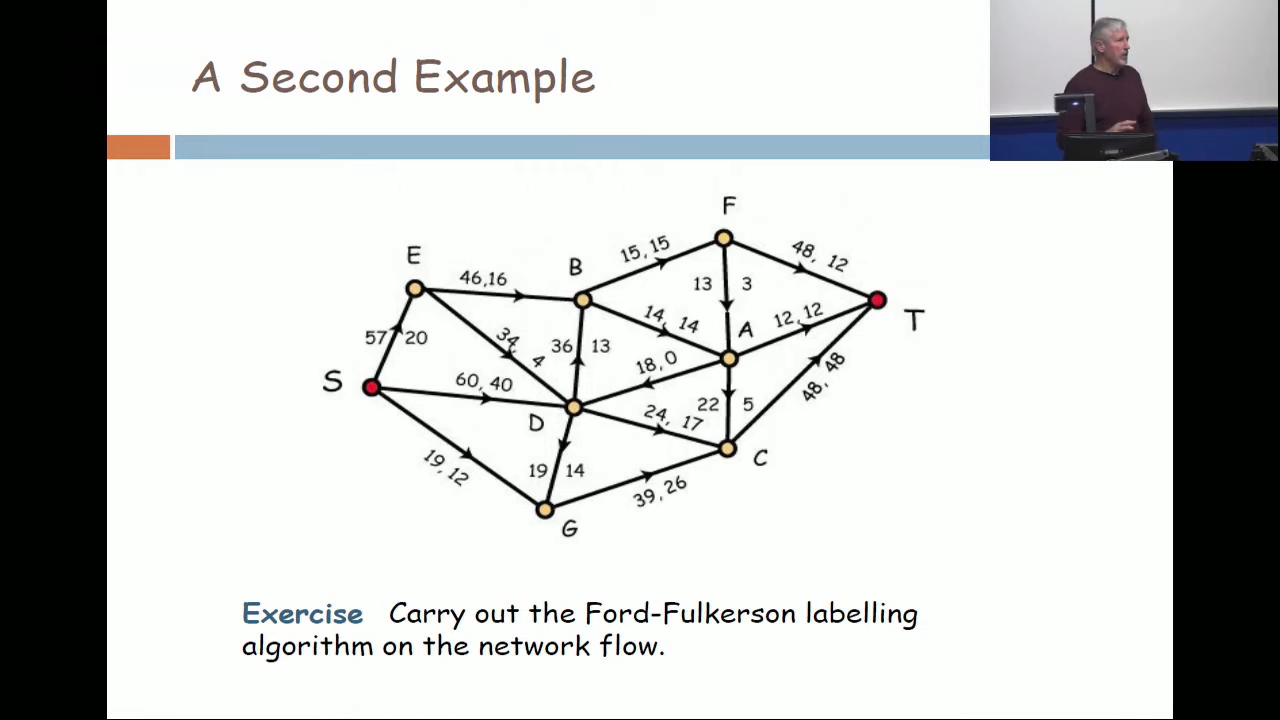 A Second Example
F
E
B
15, 15
48, 12
46,16
13 3
T
57 20
34, 4
36 13
14, 14
A
12, 12
S
60, 40
18, 0
D
24, 17
22 5
48, 48
19, 12
19 14
C
39, 26
G
Exercise Carry out the Ford-Fulkerson labelling
algorithm on the network flow.